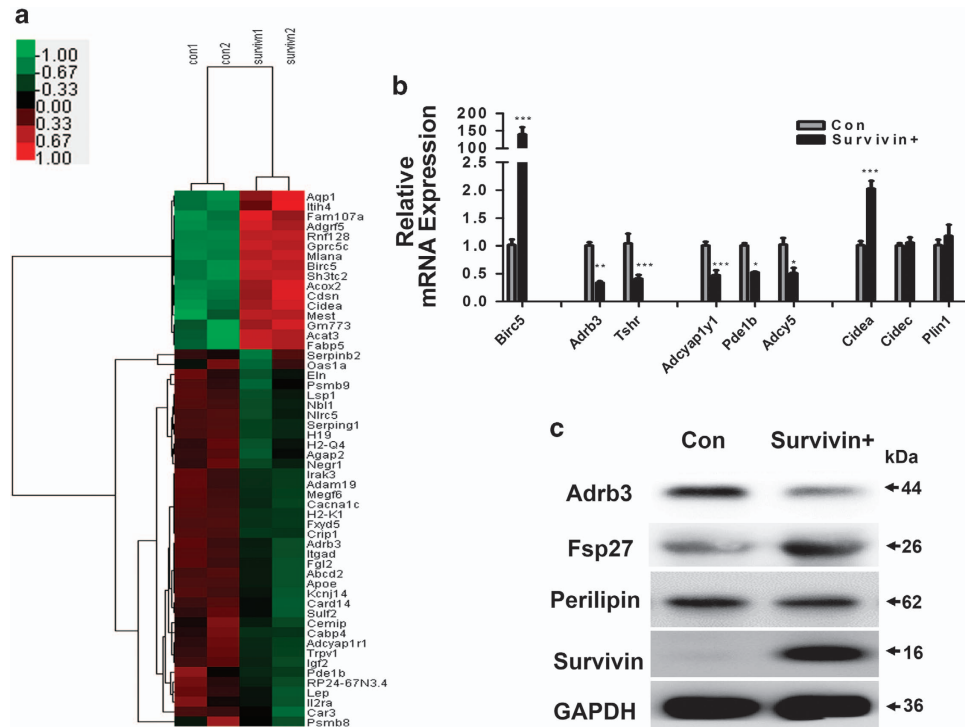 a
con1
con2
survivn1
survivn2
-1.00
-0.67
-0.33
0.00
0.33
0.67
1.00
Aqp1
Itih4
Fam107a
Adgrf5
Rnf128
Gprc5c
Mlana
Birc5
Sh3tc2
Acox2
Cdsn
Cidea
Mest
Gm773
Acat3
Fabp5
Serpinb2
Oas1a
Eln
Psmb9
Lsp1
Nbl1
Nlrc5
Serping1
H19
H2-Q4
Agap2
Negr1
Irak3
Adam19
Megf6
Cacna1c
H2-K1
Fxyd5
Crip1
Adrb3
Itgad
Fgl2
Abcd2
Apoe
Kcnj14
Card14
Sulf2
Cemip
Cabp4
Adcyap1r1
Trpv1
Igf2
Pde1b
RP24-67N3.4
Lep
Il2ra
Car3
Psmb8
b
Relative
mRNA Expression
200
150
100
50
2.5
2.0
1.5
1.0
0.5
0.0
Con
Survivin+
***
**
***
***
*
*
***
Birc5
Adrb3
Tshr
Adcyap1y1
Pde1b
Adcy5
Cidea
Cidec
Plin1
c
Con Survivin+ kDa
Adrb3 44
Fsp27 26
Perilipin 62
Survivin 16
GAPDH 36